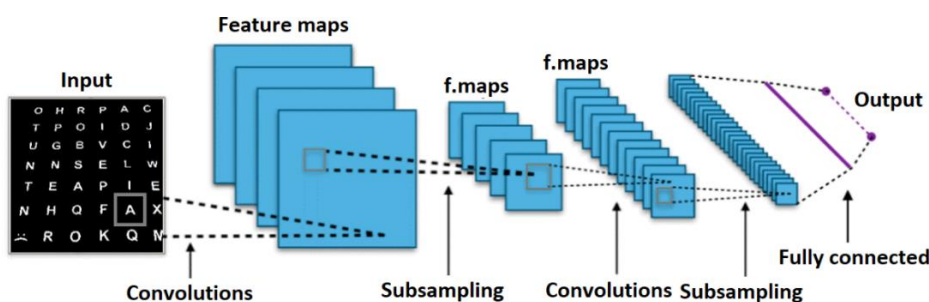 Feature maps
f.maps
f.maps
Input
Output
O H R P A C
T P O I D J
U G B V C I
N N S E L W
T E A P I E
N H Q F A X
R O K Q N
Fully connected
Convolutions
Subsampling
Convolutions
Subsampling